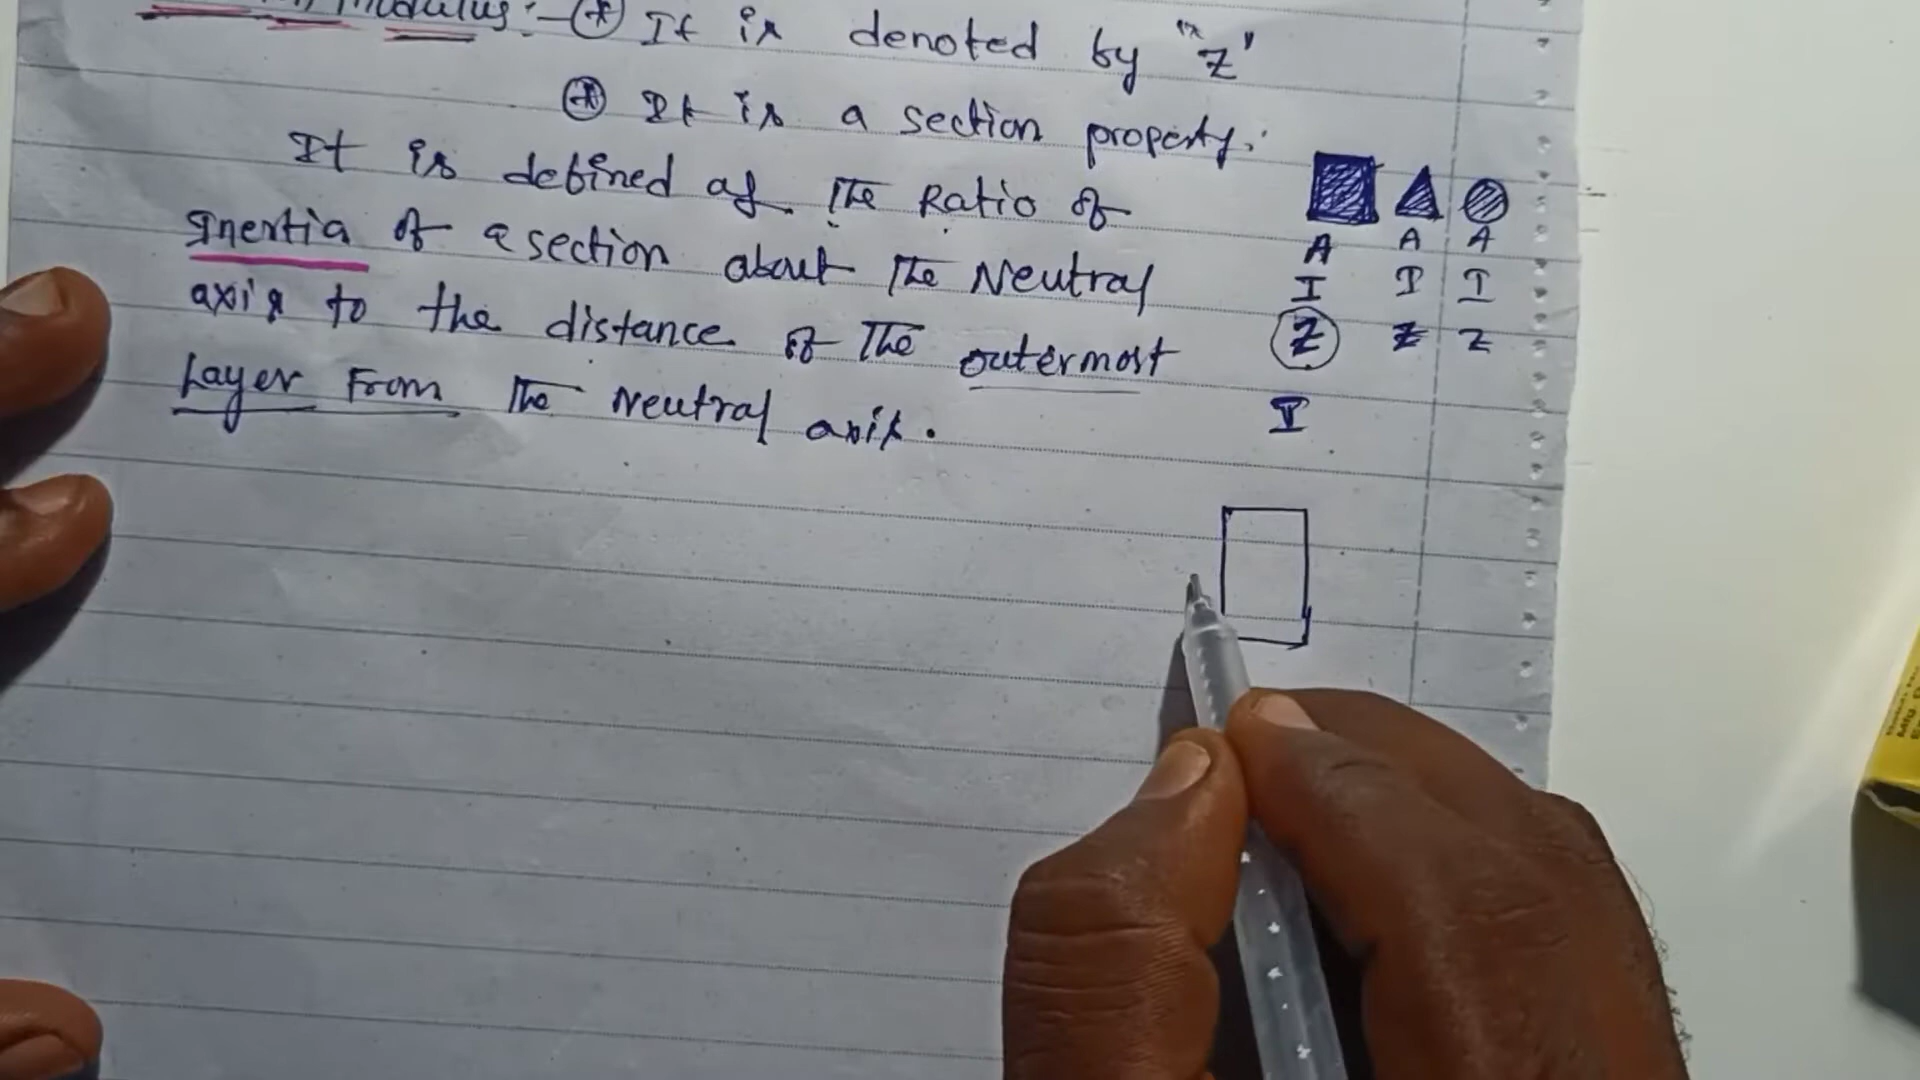 modulus:- (*) It is denoted by "Z"
(*) It is a section property.
It is defined as The Ratio of
Inertia of a section about The Neutral
axis to the distance of The outermost
Layer From The Neutral axis.
A A A
I I I
Z Z Z
I